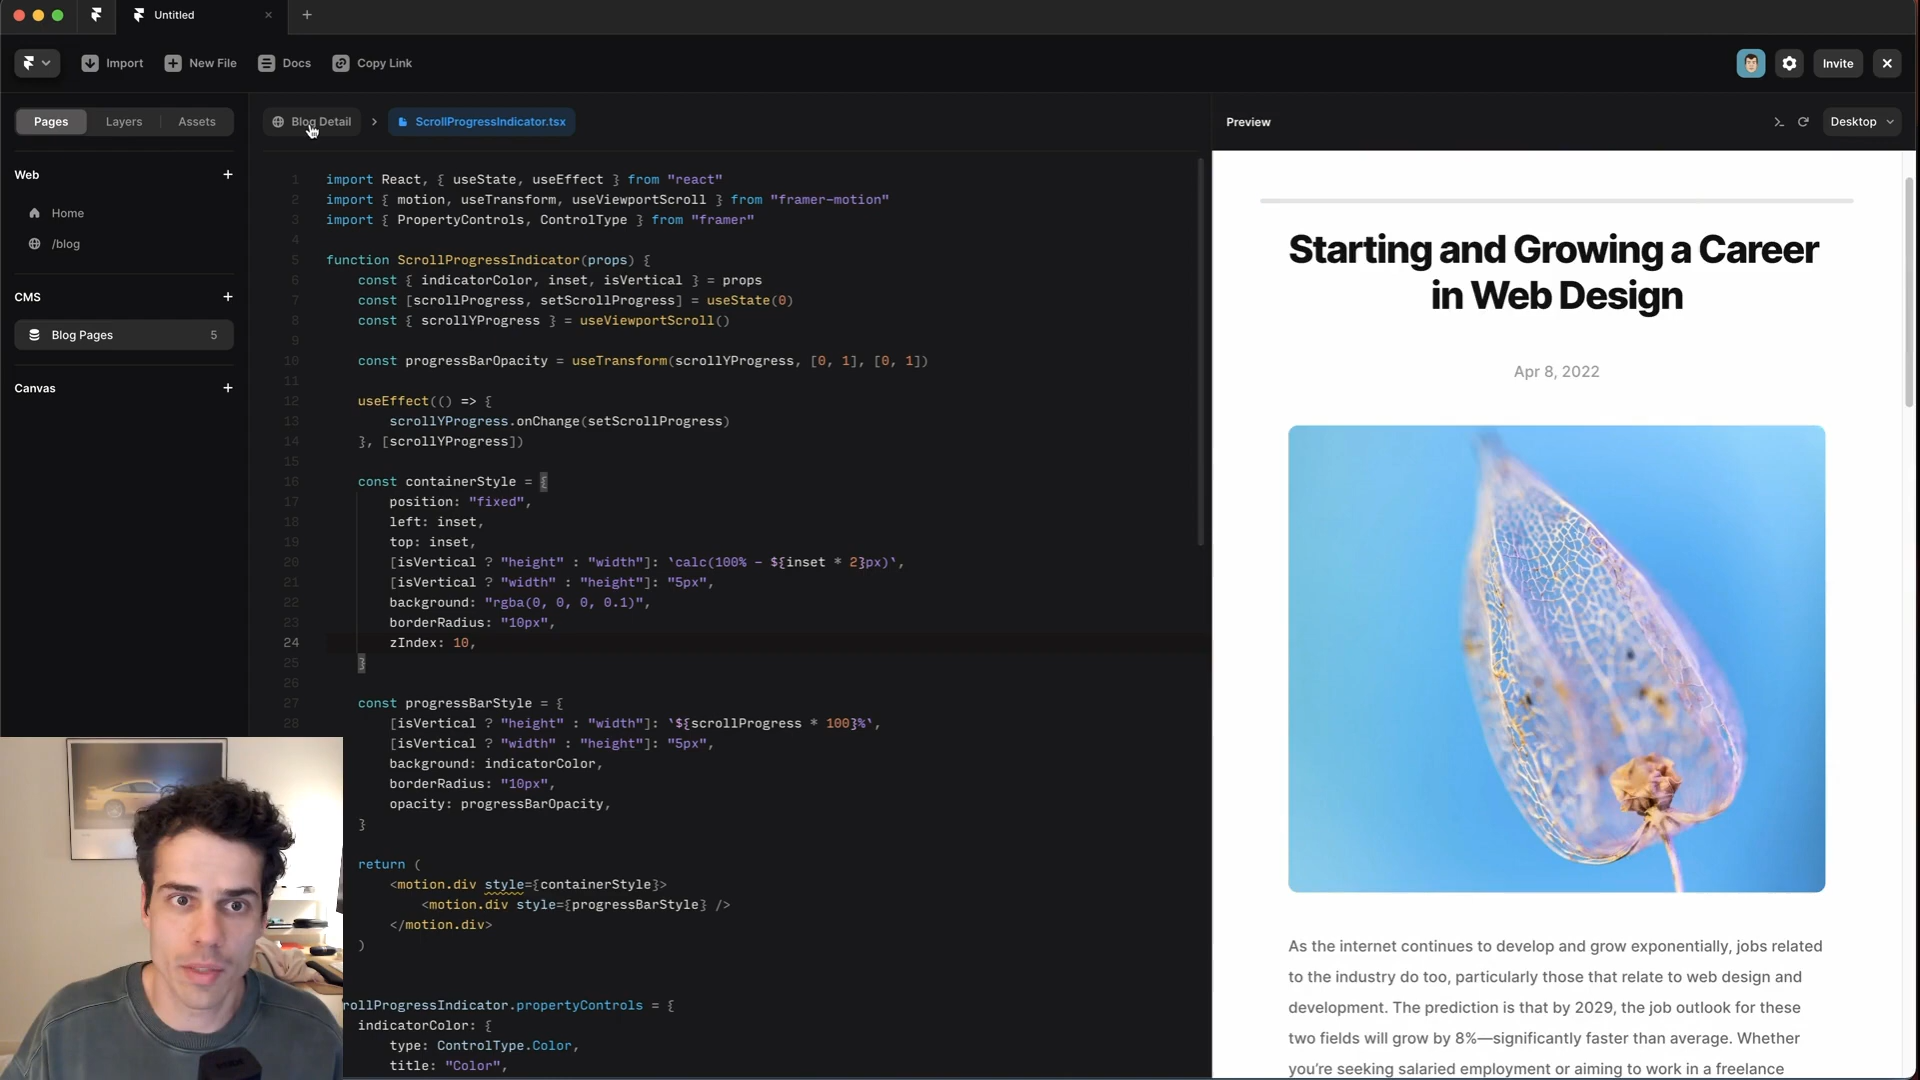 Untitled
Import
New File
Docs
Copy Link
Invite
Pages
Layers
Assets
Web
Home
/blog
CMS
Blog Pages
5
Canvas
Blog Detail
ScrollProgressIndicator.tsx
1 import React, { useState, useEffect } from "react"
2 import { motion, useTransform, useViewportScroll } from "framer-motion"
3 import { PropertyControls, ControlType } from "framer"
4
5 function ScrollProgressIndicator(props) {
6 const { indicatorColor, inset, isVertical } = props
7 const [scrollProgress, setScrollProgress] = useState(0)
8 const { scrollYProgress } = useViewportScroll()
9
10 const progressBarOpacity = useTransform(scrollYProgress, [0, 1], [0, 1])
11
12 useEffect(() => {
13 scrollYProgress.onChange(setScrollProgress)
14 }, [scrollYProgress])
15
16 const containerStyle = {
17 position: "fixed",
18 left: inset,
19 top: inset,
20 [isVertical ? "height" : "width"]: `calc(100% - ${inset * 2}px)`,
21 [isVertical ? "width" : "height"]: "5px",
22 background: "rgba(0, 0, 0, 0.1)",
23 borderRadius: "10px",
24 zIndex: 10,
25 }
26
27 const progressBarStyle = {
28 [isVertical ? "height" : "width"]: `${scrollProgress * 100}%`,
[isVertical ? "width" : "height"]: "5px",
background: indicatorColor,
borderRadius: "10px",
opacity: progressBarOpacity,
}
return (
<motion.div style={containerStyle}>
<motion.div style={progressBarStyle} />
</motion.div>
)
rollProgressIndicator.propertyControls = {
indicatorColor: {
type: ControlType.Color,
title: "Color",
Preview
Desktop
Starting and Growing a Career
in Web Design
Apr 8, 2022
As the internet continues to develop and grow exponentially, jobs related
to the industry do too, particularly those that relate to web design and
development. The prediction is that by 2029, the job outlook for these
two fields will grow by 8%—significantly faster than average. Whether
you're seeking salaried employment or aiming to work in a freelance